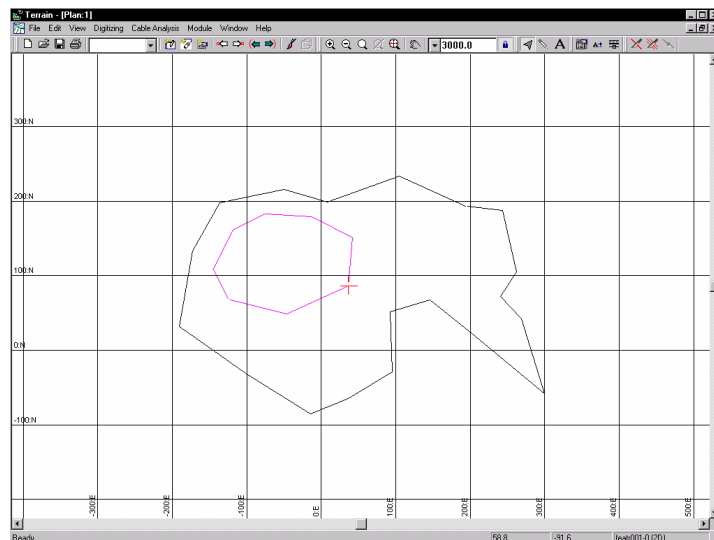 Terrain - [Plan:1]
File Edit View Digitizing Cable Analysis Module Window Help
3000.0 A A±
300:N
200:N
100:N
0:N
-100:N
-300:E -200:E -100:E 0:E 100:E 200:E 300:E 400:E 500:E
Ready 58.8 -91.6 featr001-0 (2D)